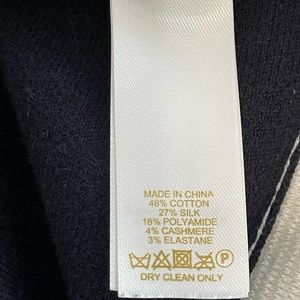 MADE IN CHINA
48% COTTON
27% SILK
18% POLYAMIDE
4% CASHMERE
3% ELASTANE
P
DRY CLEAN ONLY